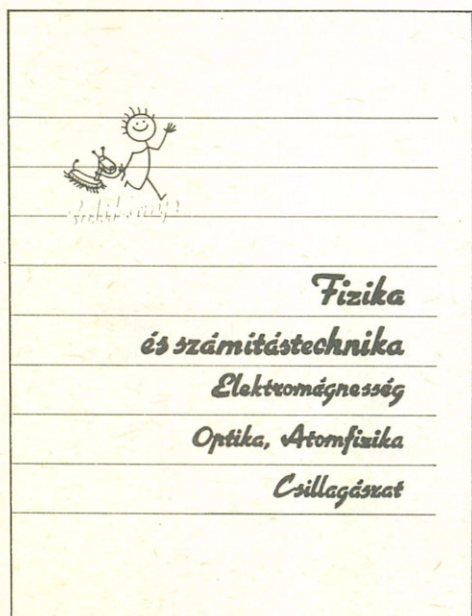 Fizika
és számítástechnika
Elektromágnesség
Optika, Atomfizika
Csillagászat